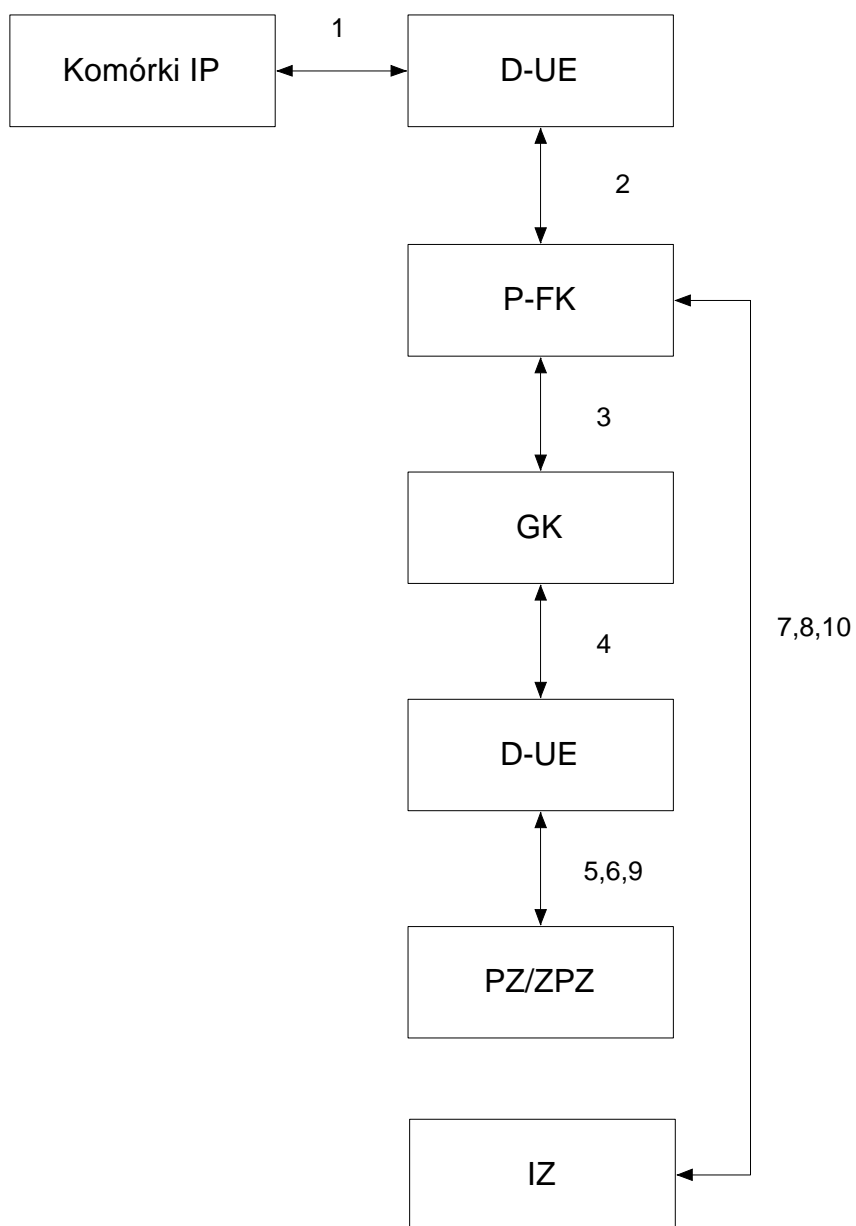 1
Komórki IP
D-UE
2
P-FK
3
GK
7,8,10
4
D-UE
5,6,9
PZ/ZPZ
IZ